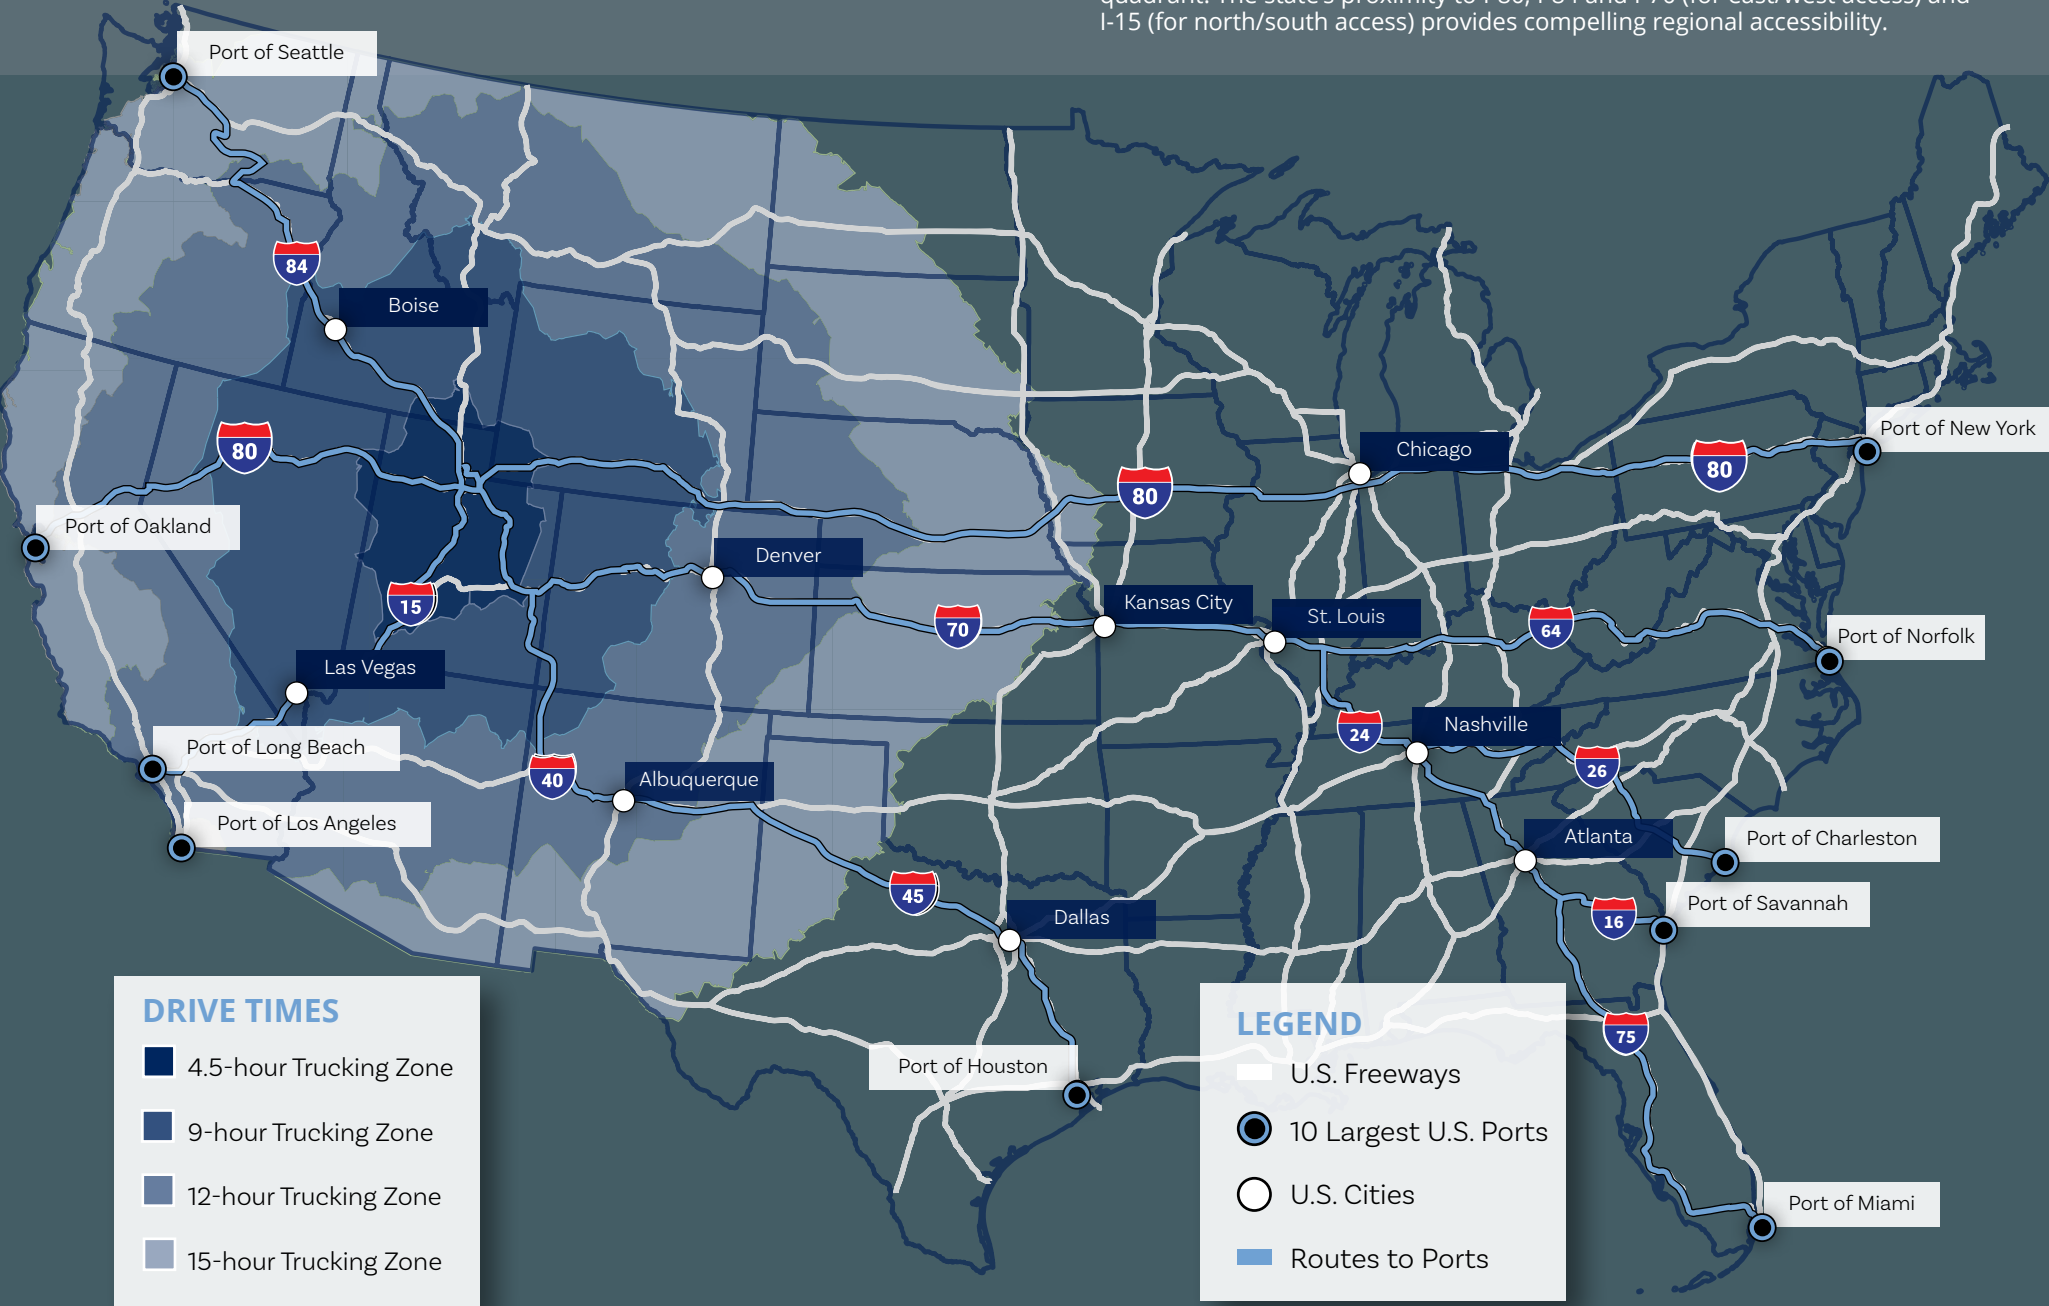 I-15 (for north/south access) provides compelling regional accessibility.
Port of Seattle
84
Boise
80
Port of Oakland
15
Las Vegas
Port of Long Beach
Port of Los Angeles
40
Albuquerque
Denver
70
Kansas City
St. Louis
80
Chicago
80
Port of New York
64
Port of Norfolk
24
Nashville
26
Atlanta
Port of Charleston
16
Port of Savannah
45
Dallas
Port of Houston
75
Port of Miami
DRIVE TIMES
4.5-hour Trucking Zone
9-hour Trucking Zone
12-hour Trucking Zone
15-hour Trucking Zone
LEGEND
U.S. Freeways
10 Largest U.S. Ports
U.S. Cities
Routes to Ports